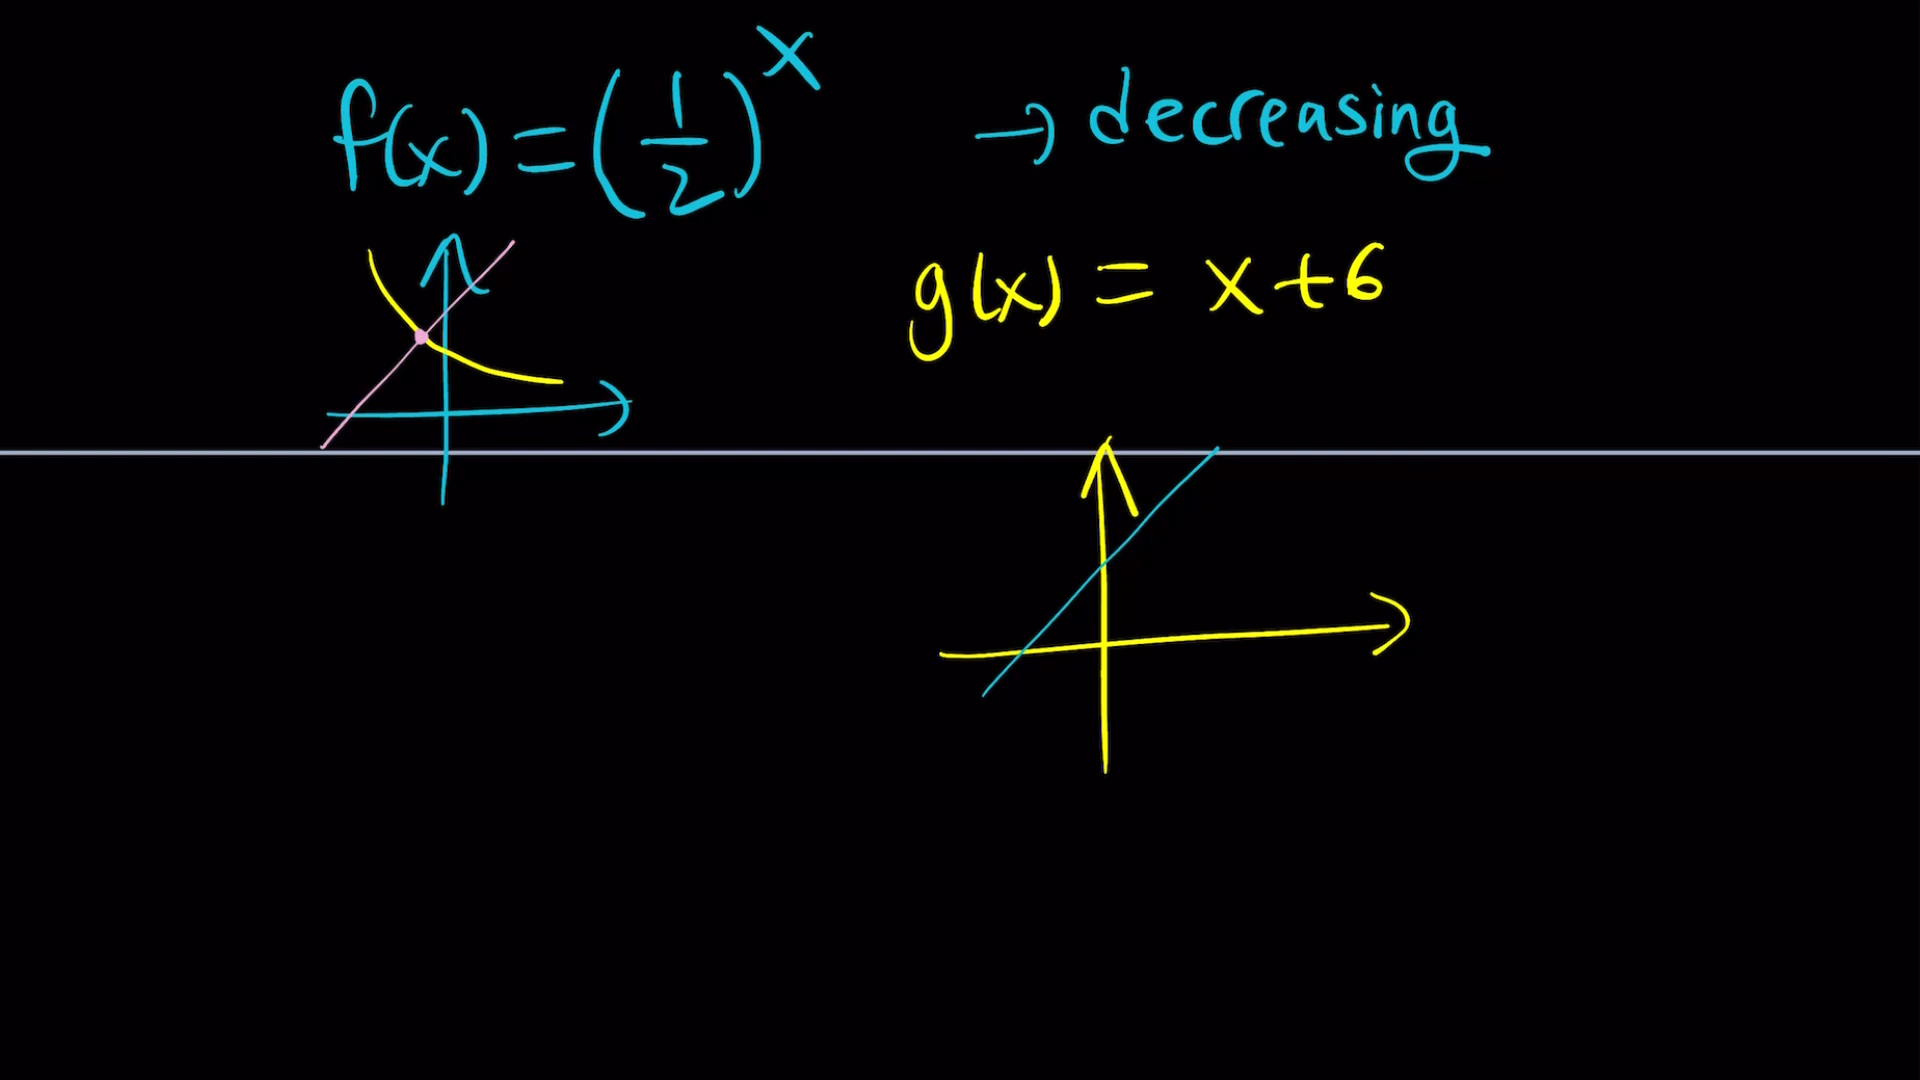 f(x) = (1/2)^x → decreasing
g(x) = x+6